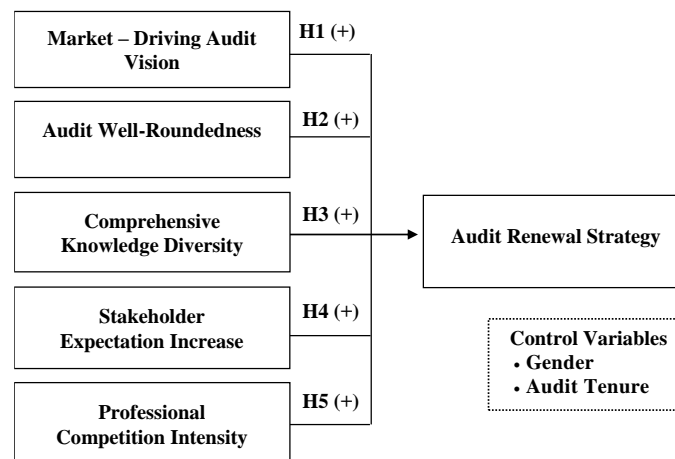 Market – Driving Audit
Vision
H1 (+)
Audit Well-Roundedness
H2 (+)
Comprehensive
Knowledge Diversity
H3 (+)
Audit Renewal Strategy
Stakeholder
Expectation Increase
H4 (+)
Control Variables
• Gender
• Audit Tenure
Professional
Competition Intensity
H5 (+)